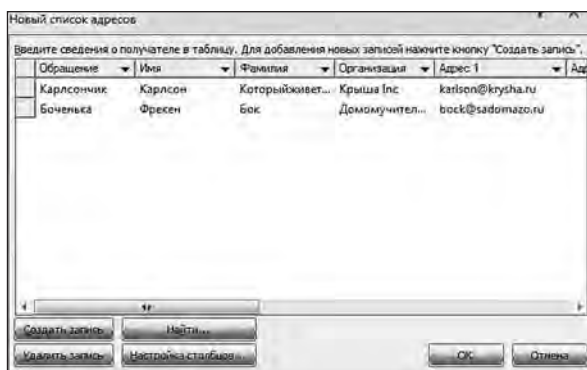 Новый список адресов
Введите сведения о получателе в таблицу. Для добавления новых записей нажмите кнопку "Создать запись".
Обращение Имя Фамилия Организация Адрес 1 Адр
Карлсончик Карлсон Которыйживет... Крыша Inc karlson@krysha.ru
Боченька Фрекен Бок Домомучител... bock@sadomazo.ru
Создать запись Найти...
Удалить запись Настройка столбцов... ОК Отмена